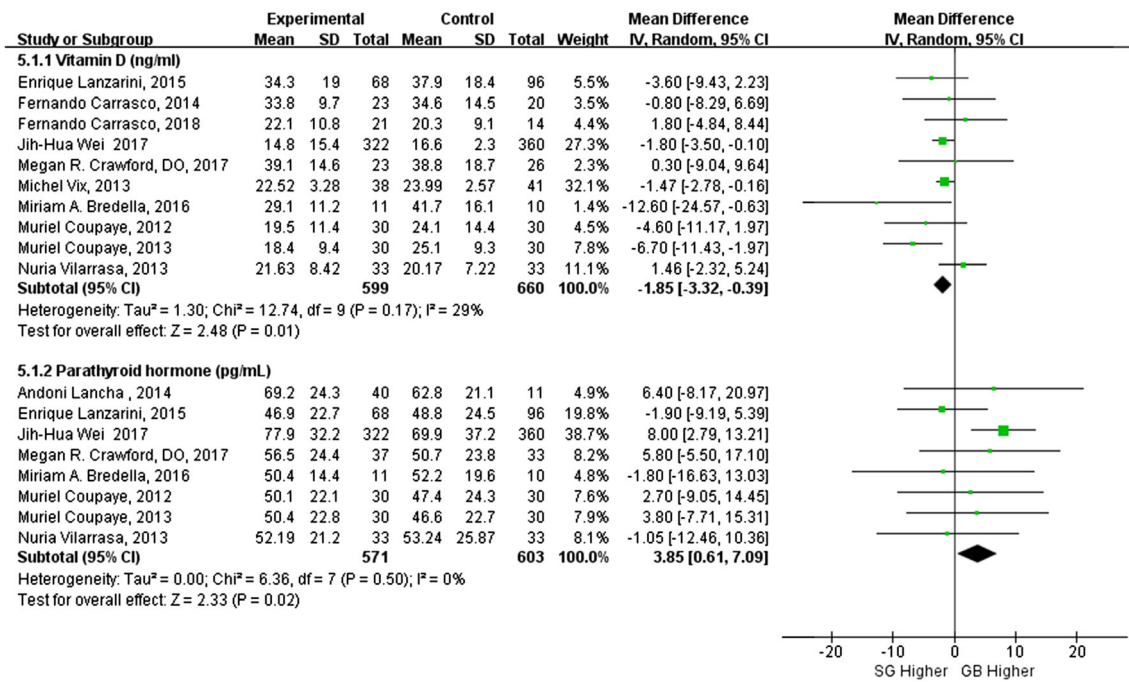 Experimental Control Mean Difference Mean Difference
Study or Subgroup Mean SD Total Mean SD Total Weight IV, Random, 95% CI IV, Random, 95% CI
5.1.1 Vitamin D (ng/ml)
Enrique Lanzarini, 2015 34.3 19 68 37.9 18.4 96 5.5% -3.60 [-9.43, 2.23]
Fernando Carrasco, 2014 33.8 9.7 23 34.6 14.5 20 3.5% -0.80 [-8.29, 6.69]
Fernando Carrasco, 2018 22.1 10.8 21 20.3 9.1 14 4.4% 1.80 [-4.84, 8.44]
Jih-Hua Wei 2017 14.8 15.4 322 16.6 2.3 360 27.3% -1.80 [-3.50, -0.10]
Megan R. Crawford, DO, 2017 39.1 14.6 23 38.8 18.7 26 2.3% 0.30 [-9.04, 9.64]
Michel Vix, 2013 22.52 3.28 38 23.99 2.57 41 32.1% -1.47 [-2.78, -0.16]
Miriam A. Bredella, 2016 29.1 11.2 11 41.7 16.1 10 1.4% -12.60 [-24.57, -0.63]
Muriel Coupaye, 2012 19.5 11.4 30 24.1 14.4 30 4.5% -4.60 [-11.17, 1.97]
Muriel Coupaye, 2013 18.4 9.4 30 25.1 9.3 30 7.8% -6.70 [-11.43, -1.97]
Nuria Vilarrasa, 2013 21.63 8.42 33 20.17 7.22 33 11.1% 1.46 [-2.32, 5.24]
Subtotal (95% CI) 599 660 100.0% -1.85 [-3.32, -0.39]
Heterogeneity: Tau² = 1.30; Chi² = 12.74, df = 9 (P = 0.17); I² = 29%
Test for overall effect: Z = 2.48 (P = 0.01)
5.1.2 Parathyroid hormone (pg/mL)
Andoni Lancha , 2014 69.2 24.3 40 62.8 21.1 11 4.9% 6.40 [-8.17, 20.97]
Enrique Lanzarini, 2015 46.9 22.7 68 48.8 24.5 96 19.8% -1.90 [-9.19, 5.39]
Jih-Hua Wei 2017 77.9 32.2 322 69.9 37.2 360 38.7% 8.00 [2.79, 13.21]
Megan R. Crawford, DO, 2017 56.5 24.4 37 50.7 23.8 33 8.2% 5.80 [-5.50, 17.10]
Miriam A. Bredella, 2016 50.4 14.4 11 52.2 19.6 10 4.8% -1.80 [-16.63, 13.03]
Muriel Coupaye, 2012 50.1 22.1 30 47.4 24.3 30 7.6% 2.70 [-9.05, 14.45]
Muriel Coupaye, 2013 50.4 22.8 30 46.6 22.7 30 7.9% 3.80 [-7.71, 15.31]
Nuria Vilarrasa, 2013 52.19 21.2 33 53.24 25.87 33 8.1% -1.05 [-12.46, 10.36]
Subtotal (95% CI) 571 603 100.0% 3.85 [0.61, 7.09]
Heterogeneity: Tau² = 0.00; Chi² = 6.36, df = 7 (P = 0.50); I² = 0%
Test for overall effect: Z = 2.33 (P = 0.02)
-20 -10 0 10 20
SG Higher GB Higher